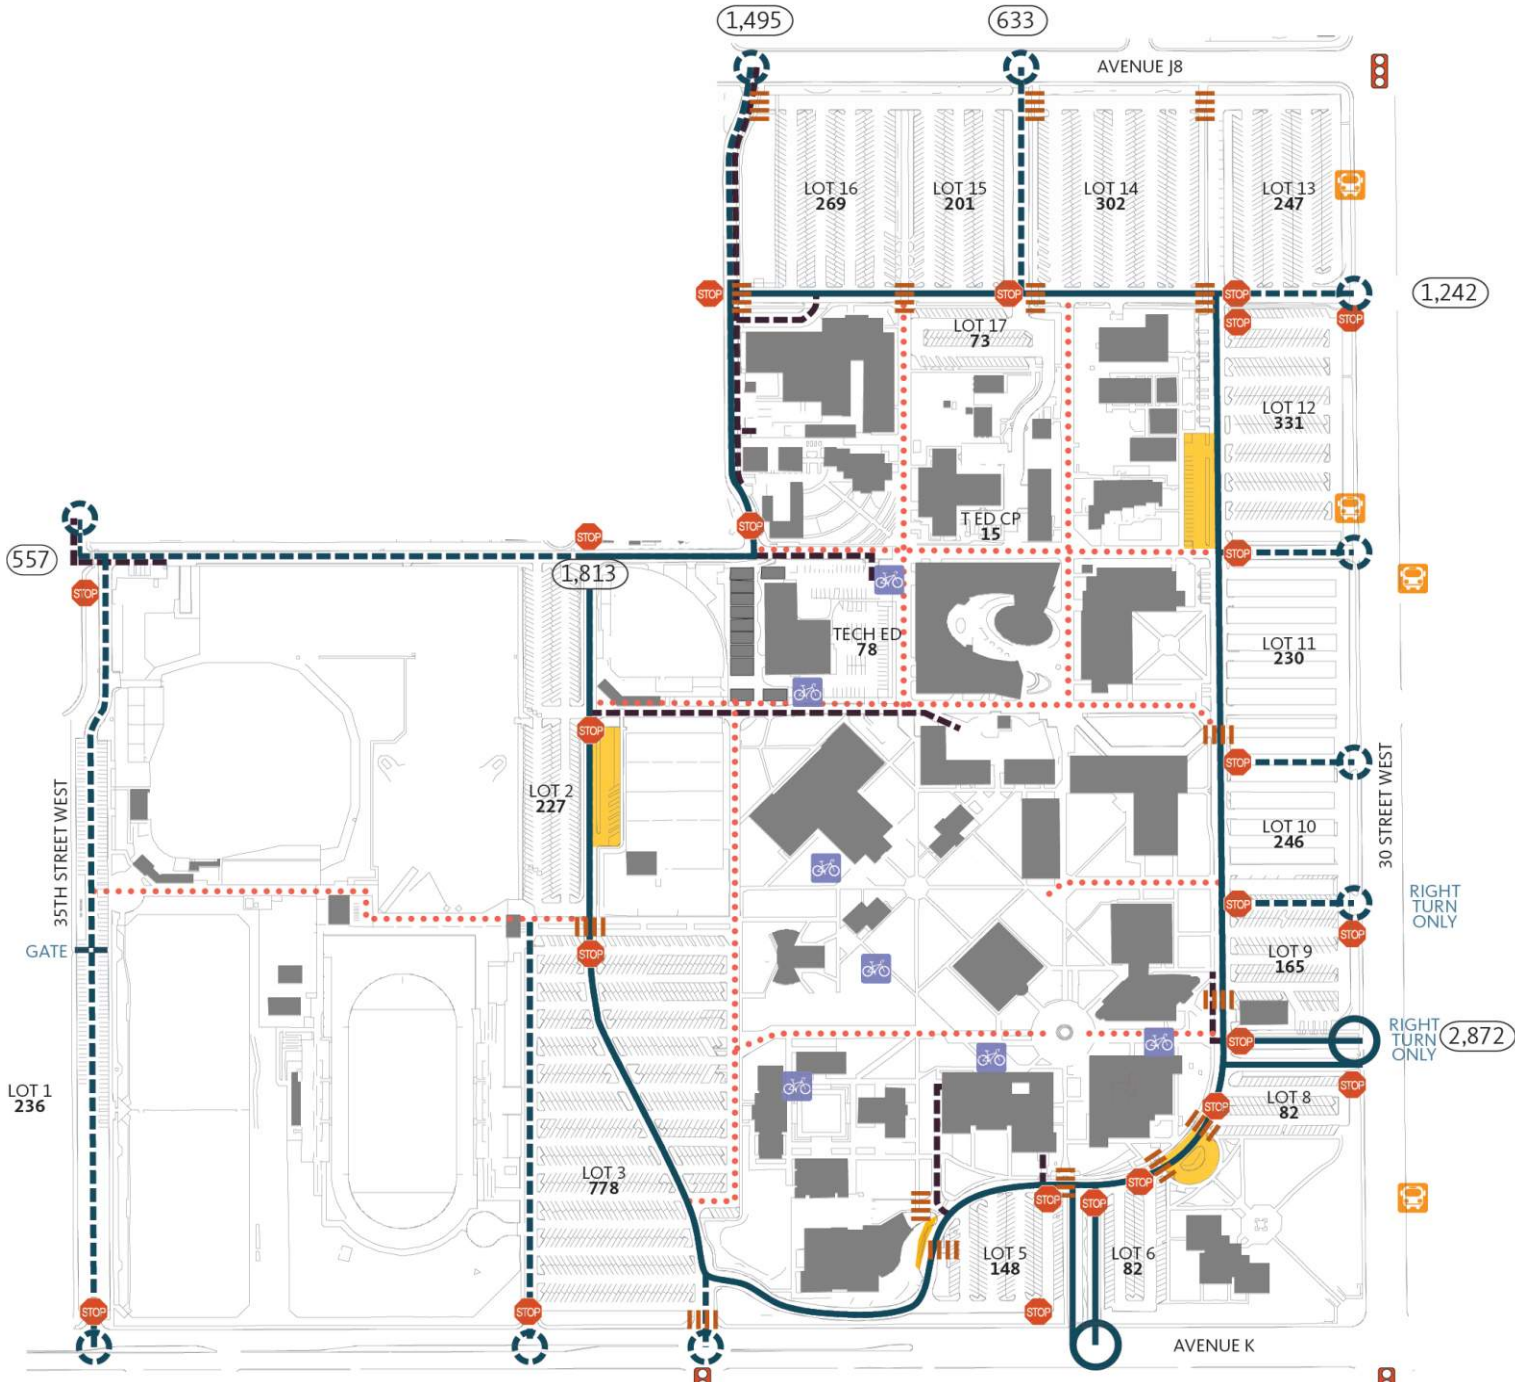 1,495
633
AVENUE J8
LOT 16
269
LOT 15
201
LOT 14
302
LOT 13
247
STOP
STOP
STOP
1,242
STOP
STOP
LOT 17
73
LOT 12
331
T ED CP
15
STOP
STOP
STOP
557
1,813
STOP
TECH ED
78
LOT 11
230
STOP
STOP
LOT 2
227
35TH STREET WEST
30 STREET WEST
LOT 10
246
RIGHT
TURN
ONLY
STOP
STOP
GATE
STOP
LOT 9
165
RIGHT
TURN
ONLY
2,872
STOP
STOP
LOT 1
236
LOT 8
82
STOP
LOT 3
778
STOP
STOP
STOP
LOT 5
148
LOT 6
82
STOP
STOP
STOP
AVENUE K